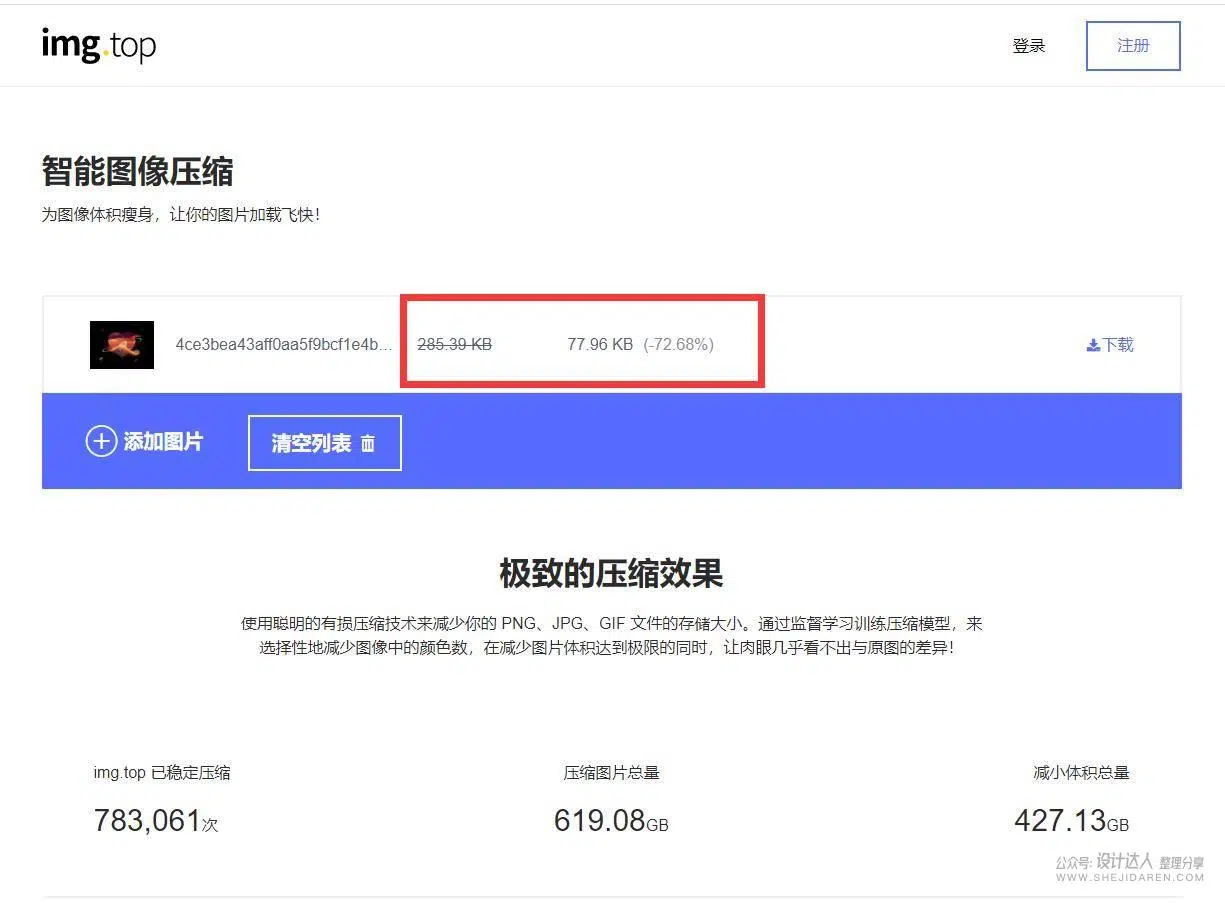 img.top
登录
注册
智能图像压缩
为图像体积瘦身，让你的图片加载飞快！
4ce3bea43aff0aa5f9bcf1e4b... 285.39 KB 77.96 KB (-72.68%) 下载
添加图片 清空列表
极致的压缩效果
使用聪明的有损压缩技术来减少你的 PNG、JPG、GIF 文件的存储大小。通过监督学习训练压缩模型，来
选择性地减少图像中的颜色数，在减少图片体积达到极限的同时，让肉眼几乎看不出与原图的差异！
img.top 已稳定压缩 压缩图片总量 减小体积总量
783,061次 619.08GB 427.13GB
公众号: 设计达人 整理分享
WWW.SHEJIDAREN.COM